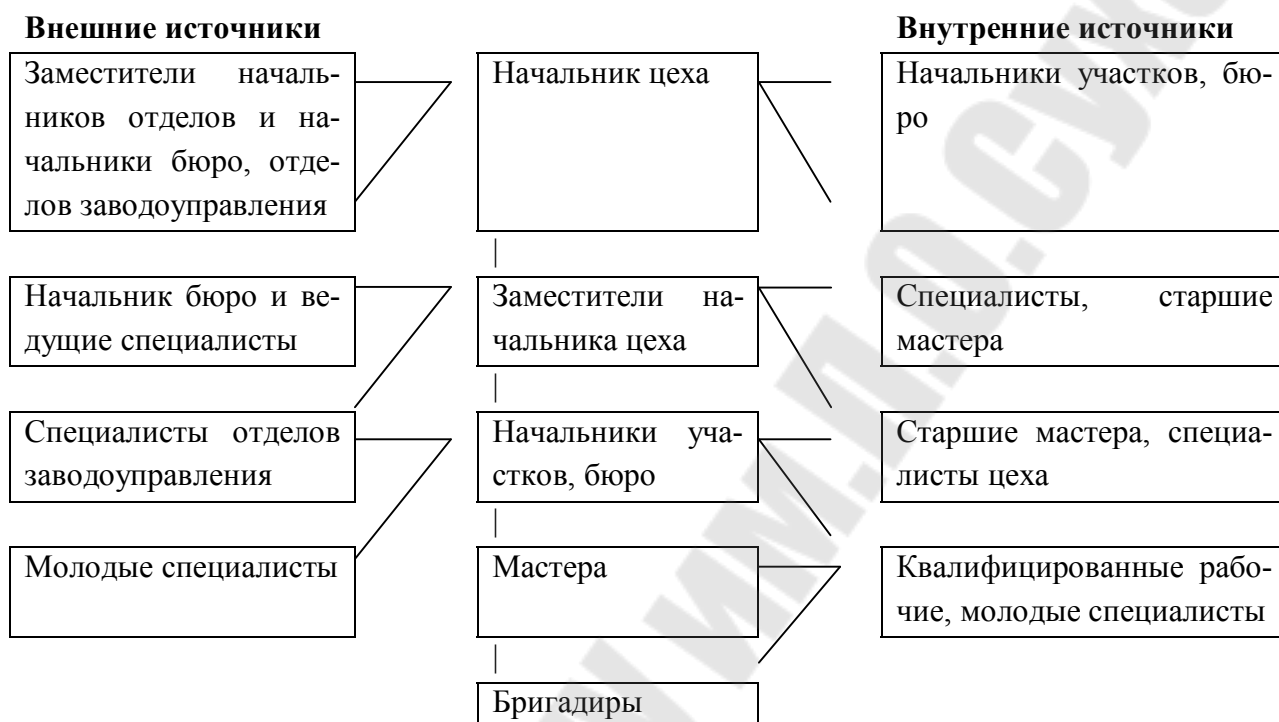 Внешние источники
Внутренние источники
Заместители началь-
ников отделов и на-
чальники бюро, отде-
лов заводоуправления
Начальник цеха
Начальники участков, бю-
ро
Начальник бюро и ве-
дущие специалисты
Заместители на-
чальника цеха
Специалисты, старшие
мастера
Специалисты отделов
заводоуправления
Начальники уча-
стков, бюро
Старшие мастера, специа-
листы цеха
Молодые специалисты
Мастера
Квалифицированные рабо-
чие, молодые специалисты
Бригадиры